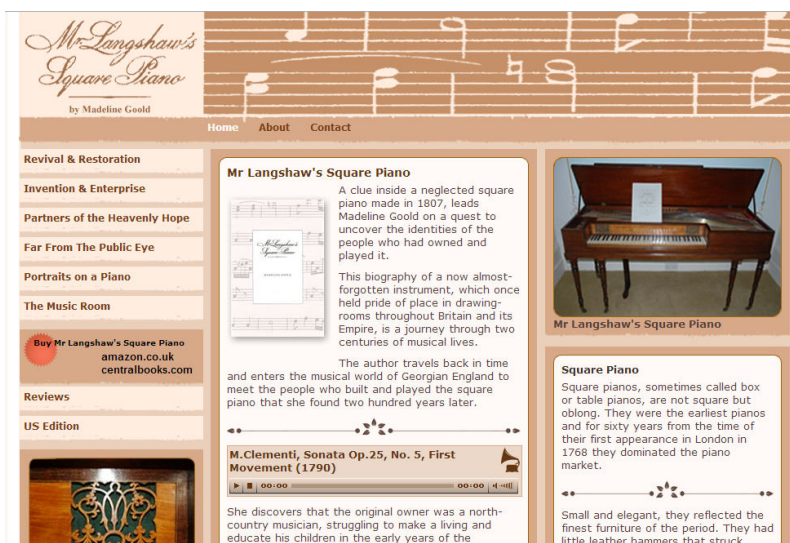 Mr Langshaw's
Square Piano
by Madeline Goold
Home About Contact
Revival & Restoration
Invention & Enterprise
Partners of the Heavenly Hope
Far From The Public Eye
Portraits on a Piano
The Music Room
Buy Mr Langshaw's Square Piano
amazon.co.uk
centralbooks.com
Reviews
US Edition
Mr Langshaw's Square Piano
A clue inside a neglected square
piano made in 1807, leads
Madeline Goold on a quest to
uncover the identities of the
people who had owned and
played it.
Mr Langshaw's
Square Piano
MADELINE GOOLD
This biography of a now almost-
forgotten instrument, which once
held pride of place in drawing-
rooms throughout Britain and its
Empire, is a journey through two
centuries of musical lives.
The author travels back in time
and enters the musical world of Georgian England to
meet the people who built and played the square
piano that she found two hundred years later.
M.Clementi, Sonata Op.25, No. 5, First
Movement (1790)
00:00 00:00
She discovers that the original owner was a north-
country musician, struggling to make a living and
educate his children in the early years of the
Mr Langshaw's Square Piano
Square Piano
Square pianos, sometimes called box
or table pianos, are not square but
oblong. They were the earliest pianos
and for sixty years from the time of
their first appearance in London in
1768 they dominated the piano
market.
Small and elegant, they reflected the
finest furniture of the period. They had
little leather hammers that struck